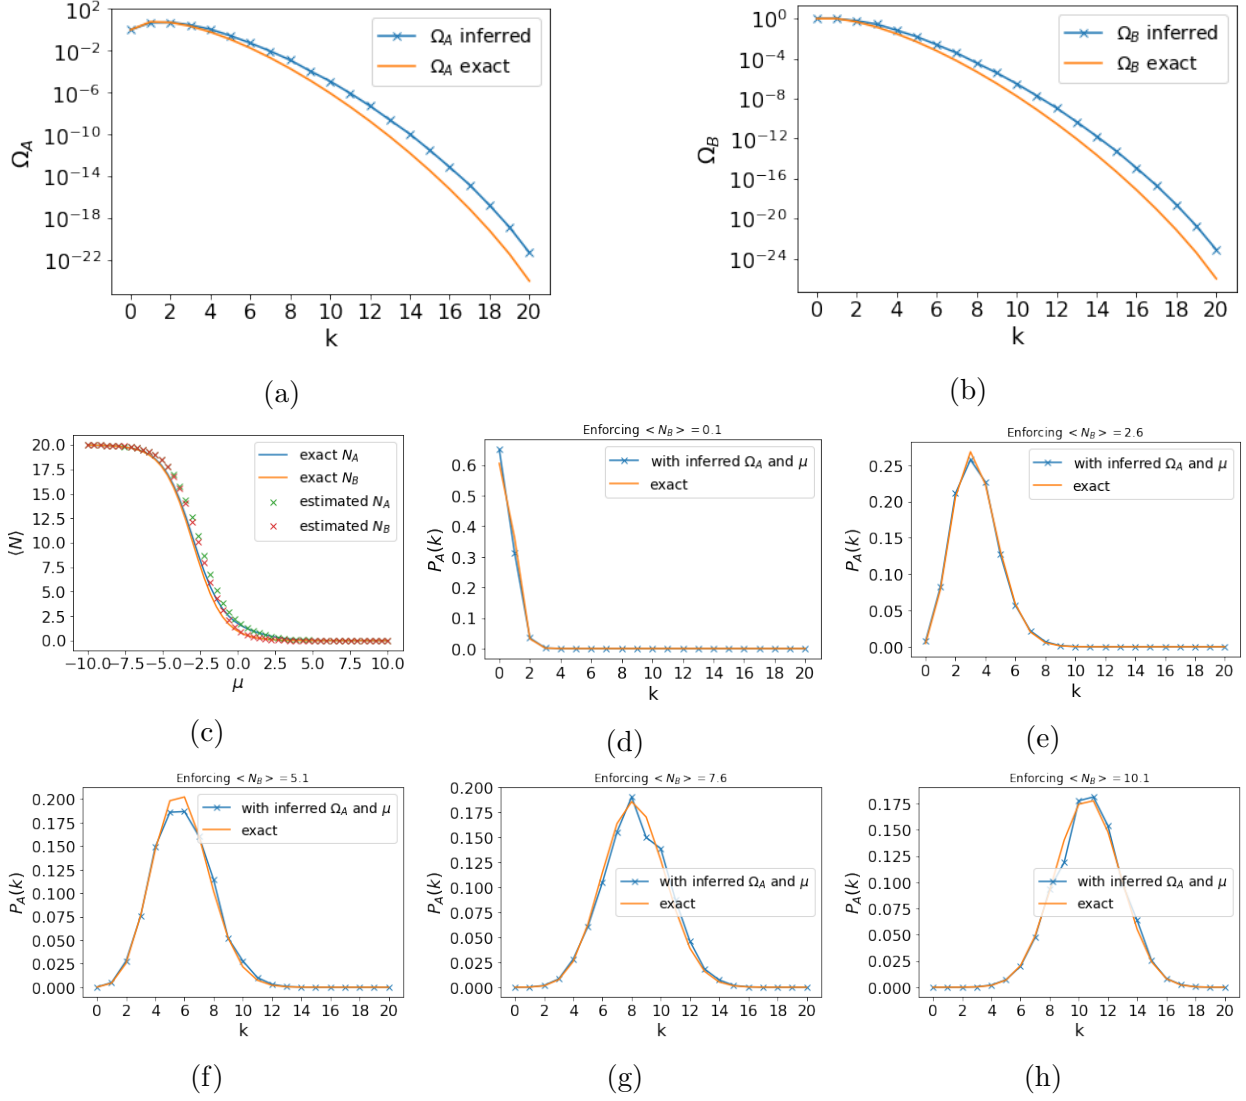 10^2
10^{-2}
10^{-6}
10^{-10}
10^{-14}
10^{-18}
10^{-22}
Ω_A
Ω_A inferred
Ω_A exact
0 2 4 6 8 10 12 14 16 18 20
k
(a)
10^0
10^{-4}
10^{-8}
10^{-12}
10^{-16}
10^{-20}
10^{-24}
Ω_B
Ω_B inferred
Ω_B exact
0 2 4 6 8 10 12 14 16 18 20
k
(b)
20.0
17.5
15.0
12.5
10.0
7.5
5.0
2.5
0.0
⟨N⟩
exact N_A
exact N_B
estimated N_A
estimated N_B
−10.0 −7.5 −5.0 −2.5 0.0 2.5 5.0 7.5 10.0
μ
(c)
Enforcing < N_B > = 0.1
0.6
0.5
0.4
0.3
0.2
0.1
0.0
P_A(k)
with inferred Ω_A and μ
exact
0 2 4 6 8 10 12 14 16 18 20
k
(d)
Enforcing < N_B > = 2.6
0.25
0.20
0.15
0.10
0.05
0.00
P_A(k)
with inferred Ω_A and μ
exact
0 2 4 6 8 10 12 14 16 18 20
k
(e)
Enforcing < N_B > = 5.1
0.200
0.175
0.150
0.125
0.100
0.075
0.050
0.025
0.000
P_A(k)
with inferred Ω_A and μ
exact
0 2 4 6 8 10 12 14 16 18 20
k
(f)
Enforcing < N_B > = 7.6
0.200
0.175
0.150
0.125
0.100
0.075
0.050
0.025
0.000
P_A(k)
with inferred Ω_A and μ
exact
0 2 4 6 8 10 12 14 16 18 20
k
(g)
Enforcing < N_B > = 10.1
0.175
0.150
0.125
0.100
0.075
0.050
0.025
0.000
P_A(k)
with inferred Ω_A and μ
exact
0 2 4 6 8 10 12 14 16 18 20
k
(h)